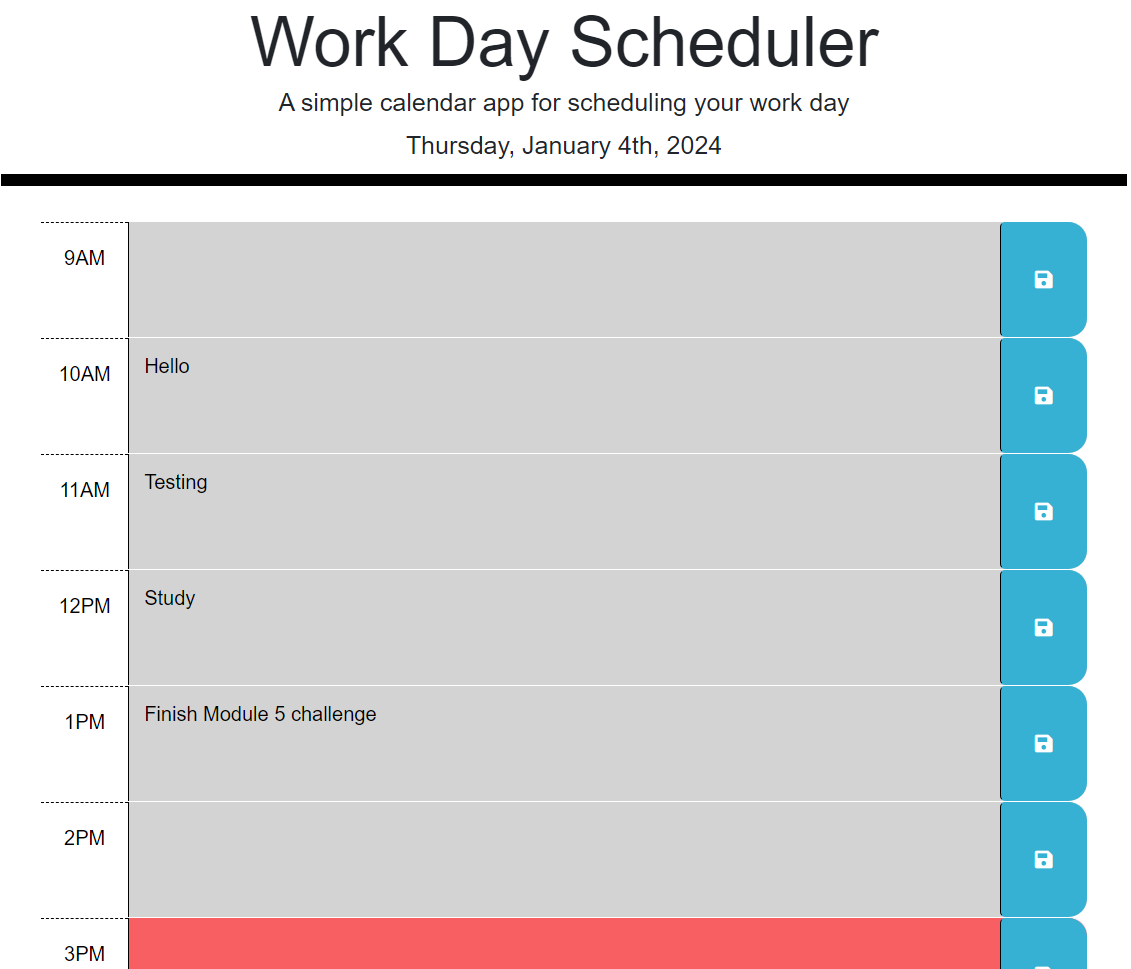 Work Day Scheduler
A simple calendar app for scheduling your work day
Thursday, January 4th, 2024
9AM
10AM
Hello
11AM
Testing
12PM
Study
1PM
Finish Module 5 challenge
2PM
3PM